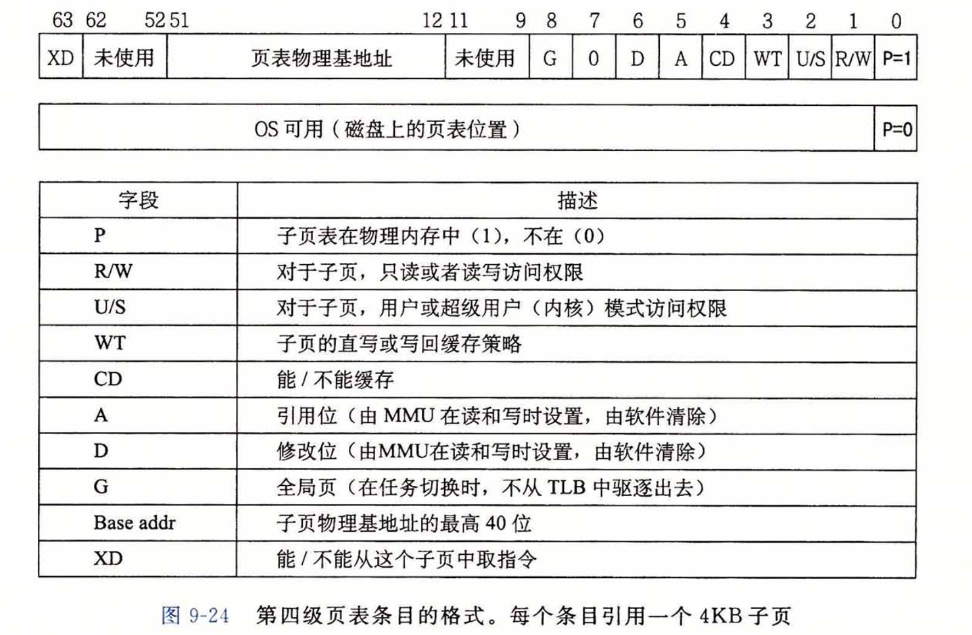 63 62 52 51 12 11 9 8 7 6 5 4 3 2 1 0
XD 未使用 页表物理基地址 未使用 G 0 D A CD WT U/S R/W P=1
OS 可用（磁盘上的页表位置） P=0
字段 描述
P 子页表在物理内存中（1），不在（0）
R/W 对于子页，只读或者读写访问权限
U/S 对于子页，用户或超级用户（内核）模式访问权限
WT 子页的直写或写回缓存策略
CD 能/不能缓存
A 引用位（由 MMU 在读和写时设置，由软件清除）
D 修改位（由MMU在读和写时设置，由软件清除）
G 全局页（在任务切换时，不从 TLB 中驱逐出去）
Base addr 子页物理基地址的最高 40 位
XD 能/不能从这个子页中取指令
图 9-24 第四级页表条目的格式。每个条目引用一个 4KB 子页